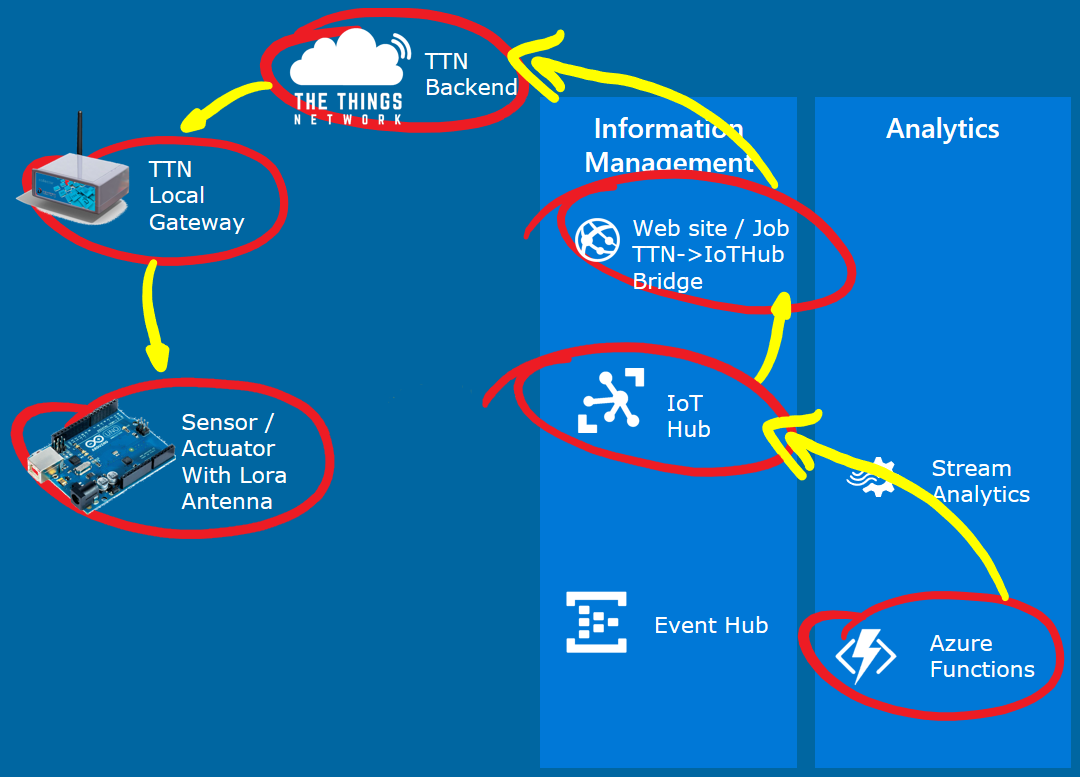 TTN
Backend
THE THINGS
NETWORK
TTN
Local
Gateway
Sensor /
Actuator
With Lora
Antenna
Information
Management
Web site / Job
TTN->IoTHub
Bridge
IoT
Hub
Event Hub
Analytics
Stream
Analytics
Azure
Functions